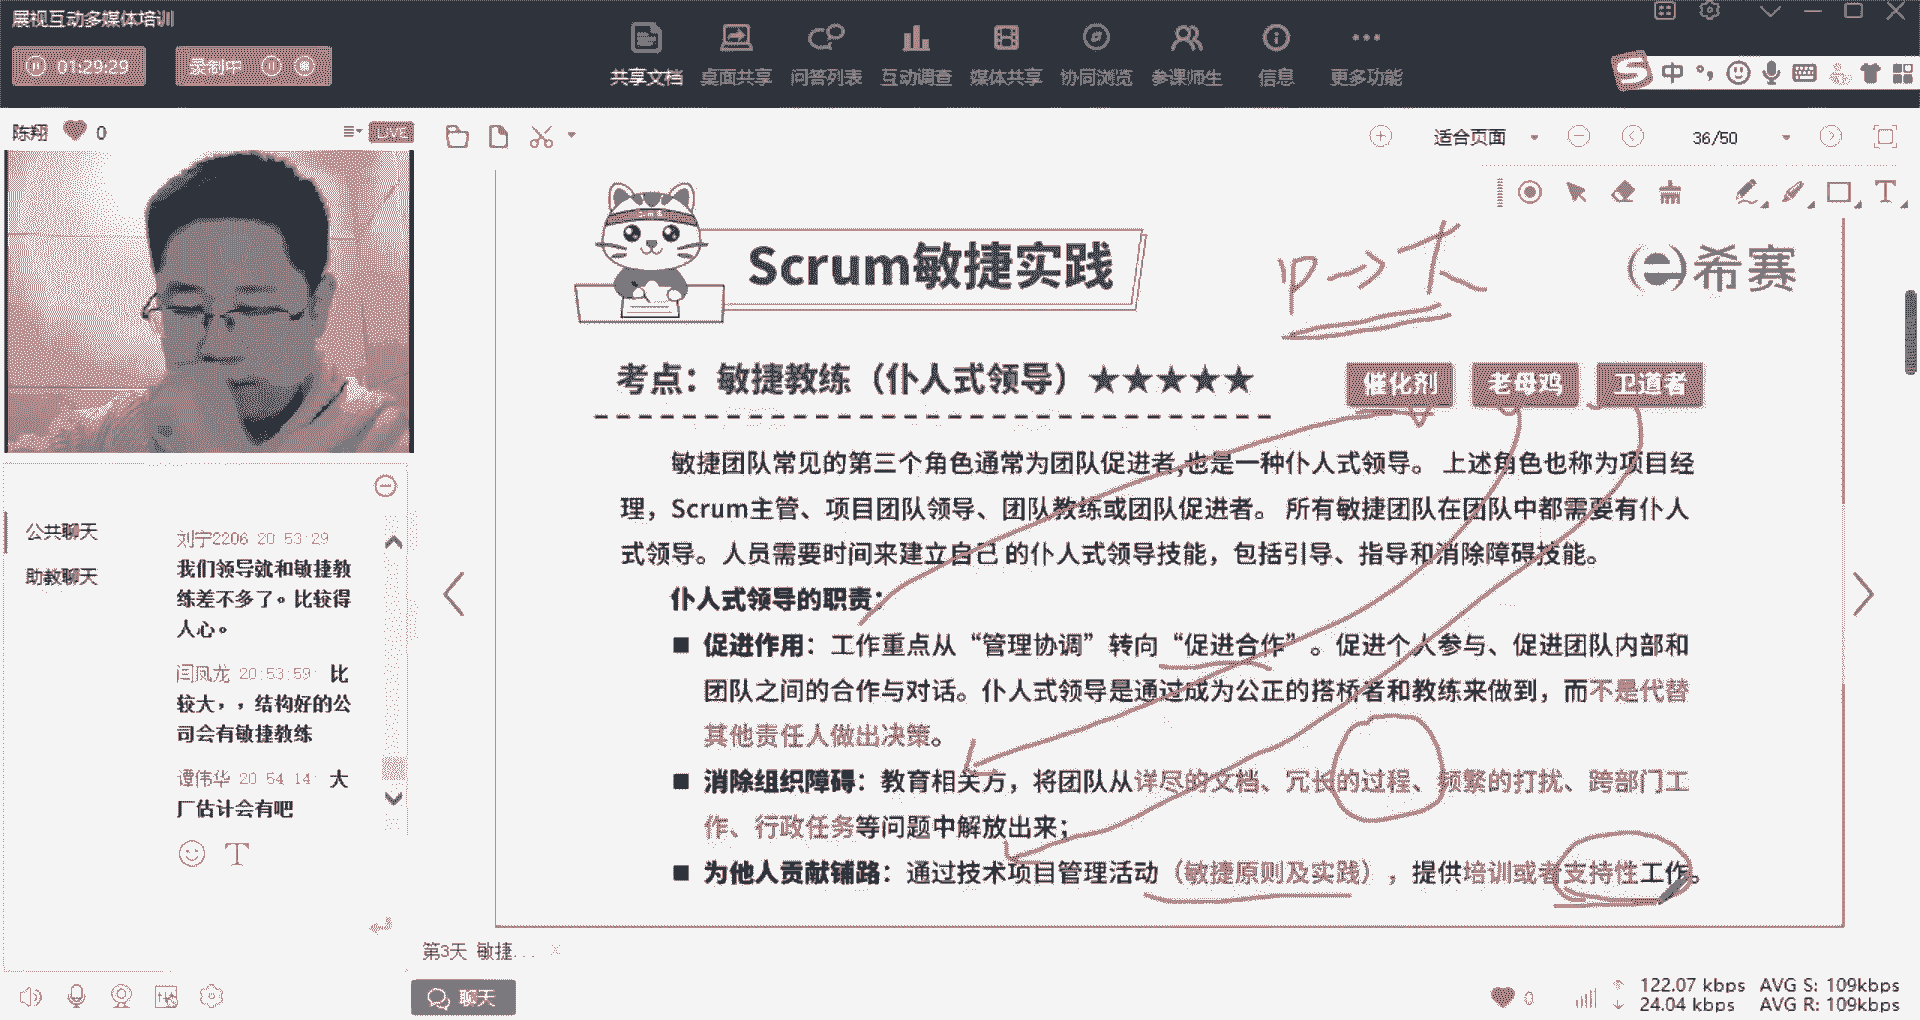 展视互动多媒体培训
01:29:29
录制中
共享文档 桌面共享 问答列表 互动调查 媒体共享 协同浏览 参课师生 信息 更多功能
中
陈翔 0
LIVE
适合页面
36/50
Scrum敏捷实践
希赛
考点：敏捷教练（仆人式领导）★★★★★
催化剂 老母鸡 卫道者
敏捷团队常见的第三个角色通常为团队促进者,也是一种仆人式领导。 上述角色也称为项目经
理，Scrum主管、项目团队领导、团队教练或团队促进者。 所有敏捷团队在团队中都需要有仆人
式领导。人员需要时间来建立自己 的仆人式领导技能，包括引导、指导和消除障碍技能。
仆人式领导的职责：
■ 促进作用：工作重点从“管理协调”转向“促进合作”。促进个人参与、促进团队内部和
团队之间的合作与对话。仆人式领导是通过成为公正的搭桥者和教练来做到，而不是代替
其他责任人做出决策。
■ 消除组织障碍：教育相关方，将团队从详尽的文档、冗长的过程、频繁的打扰、跨部门工
作、行政任务等问题中解放出来；
■ 为他人贡献铺路：通过技术项目管理活动（敏捷原则及实践），提供培训或者支持性工作。
公共聊天
助教聊天
刘宁2206 20:53:29
我们领导就和敏捷教
练差不多了。比较得
人心。
闫凤龙 20:53:59 比
较大，，结构好的公
司会有敏捷教练
谭伟华 20:54:14 大
厂估计会有吧
第3天 敏捷...
聊天
0
122.07 kbps AVG S: 109kbps
24.04 kbps AVG R: 109kbps